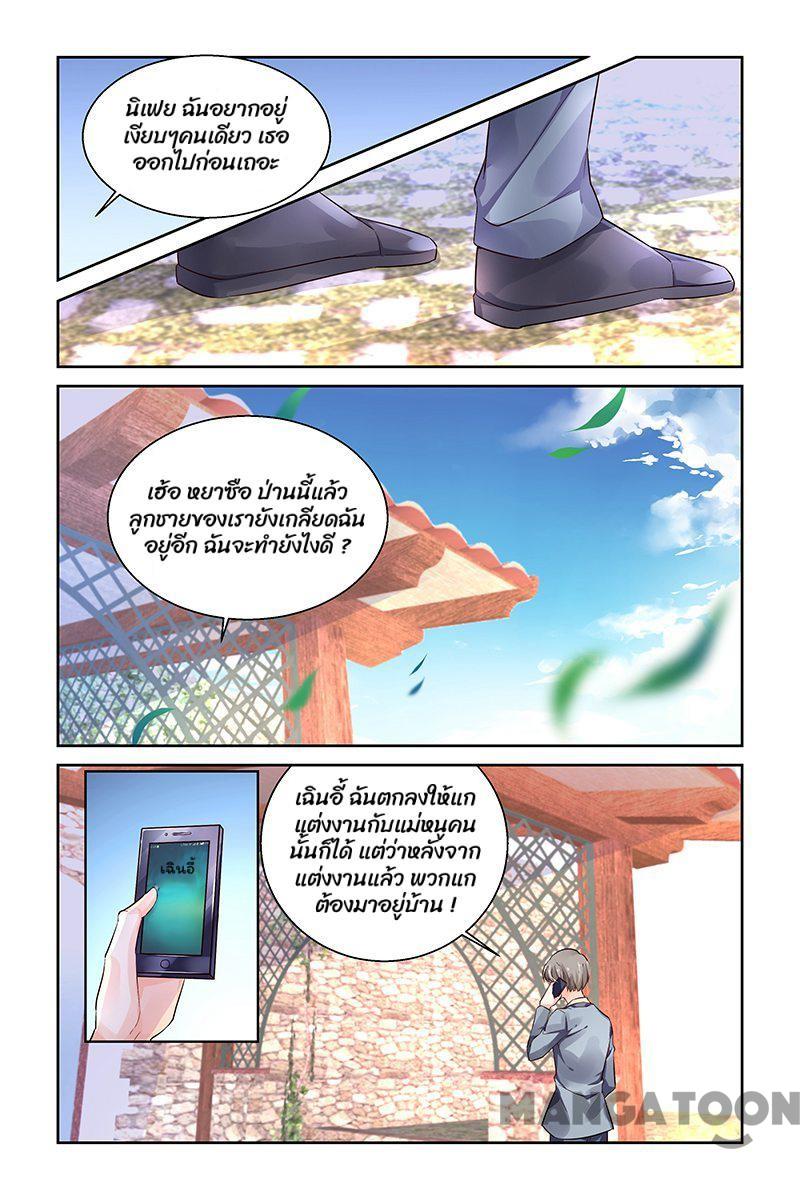 นิเฟย ฉันอยากอยู่
เงียบๆคนเดียว เธอ
ออกไปก่อนเถอะ
เฮ้อ หยาซือ ป่านนี้แล้ว
ลูกชายของเรายังเกลียดฉัน
อยู่อีก ฉันจะทำยังไงดี ?
เฉินอี้
เฉินอี้ ฉันตกลงให้แก
แต่งงานกับแม่หนูคน
นั้นก็ได้ แต่ว่าหลังจาก
แต่งงานแล้ว พวกแก
ต้องมาอยู่บ้าน !
MANGATOON